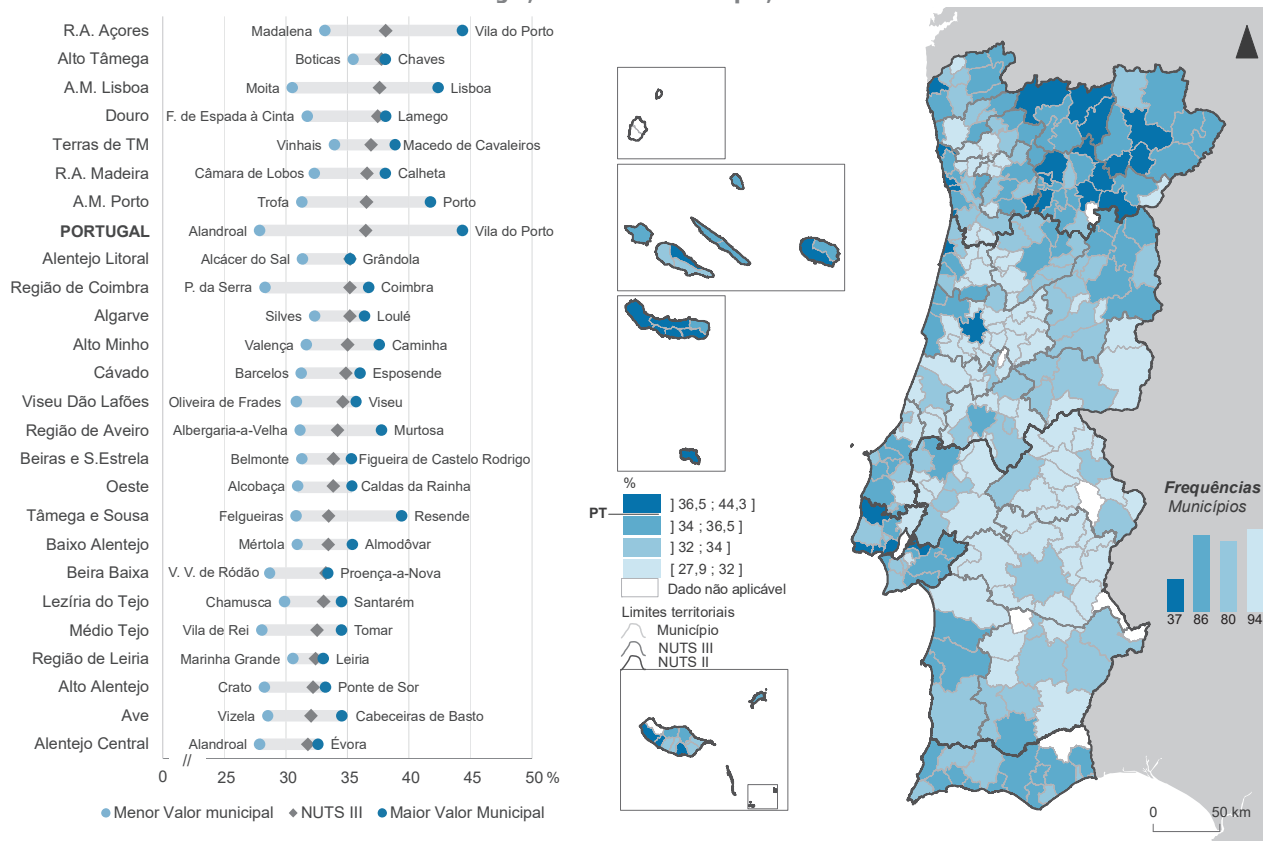 R.A. Açores Madalena Vila do Porto
Alto Tâmega Boticas Chaves
A.M. Lisboa Moita Lisboa
Douro F. de Espada à Cinta Lamego
Terras de TM Vinhais Macedo de Cavaleiros
R.A. Madeira Câmara de Lobos Calheta
A.M. Porto Trofa Porto
PORTUGAL Alandroal Vila do Porto
Alentejo Litoral Alcácer do Sal Grândola
Região de Coimbra P. da Serra Coimbra
Algarve Silves Loulé
Alto Minho Valença Caminha
Cávado Barcelos Esposende
Viseu Dão Lafões Oliveira de Frades Viseu
Região de Aveiro Albergaria-a-Velha Murtosa
Beiras e S.Estrela Belmonte Figueira de Castelo Rodrigo
Oeste Alcobaça Caldas da Rainha
Tâmega e Sousa Felgueiras Resende
Baixo Alentejo Mértola Almodôvar
Beira Baixa V. V. de Ródão Proença-a-Nova
Lezíria do Tejo Chamusca Santarém
Médio Tejo Vila de Rei Tomar
Região de Leiria Marinha Grande Leiria
Alto Alentejo Crato Ponte de Sor
Ave Vizela Cabeceiras de Basto
Alentejo Central Alandroal Évora
0 // 25 30 35 40 45 50 %
Menor Valor municipal NUTS III Maior Valor Municipal
%
PT
] 36,5 ; 44,3 ]
] 34 ; 36,5 ]
] 32 ; 34 ]
[ 27,9 ; 32 ]
Dado não aplicável
Limites territoriais
Município
NUTS III
NUTS II
Frequências
Municípios
37 86 80 94
0 50 km